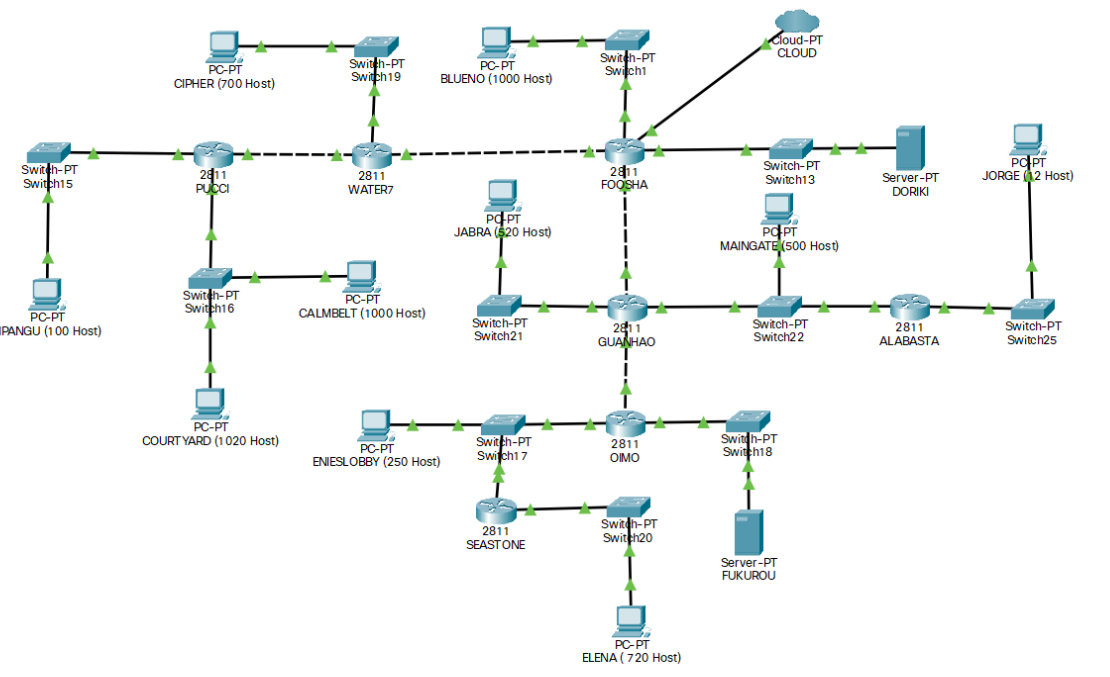 Cloud-PT
CLOUD
PC-PT
CIPHER (700 Host)
Switch-PT
Switch19
PC-PT
BLUENO (1000 Host)
Switch-PT
Switch1
Switch-PT
Switch15
2811
PUCCI
2811
WATER7
2811
FOOSHA
Switch-PT
Switch13
Server-PT
DORIKI
PC-PT
JORGE (12 Host)
PC-PT
JABRA (520 Host)
PC-PT
MAINGATE (500 Host)
PC-PT
IPANGU (100 Host)
Switch-PT
Switch16
PC-PT
CALMBELT (1000 Host)
Switch-PT
Switch21
2811
GUANHAO
Switch-PT
Switch22
2811
ALABASTA
Switch-PT
Switch25
PC-PT
COURTYARD (1020 Host)
PC-PT
ENIESLOBBY (250 Host)
Switch-PT
Switch17
2811
OIMO
Switch-PT
Switch18
2811
SEASTONE
Switch-PT
Switch20
Server-PT
FUKUROU
PC-PT
ELENA ( 720 Host)